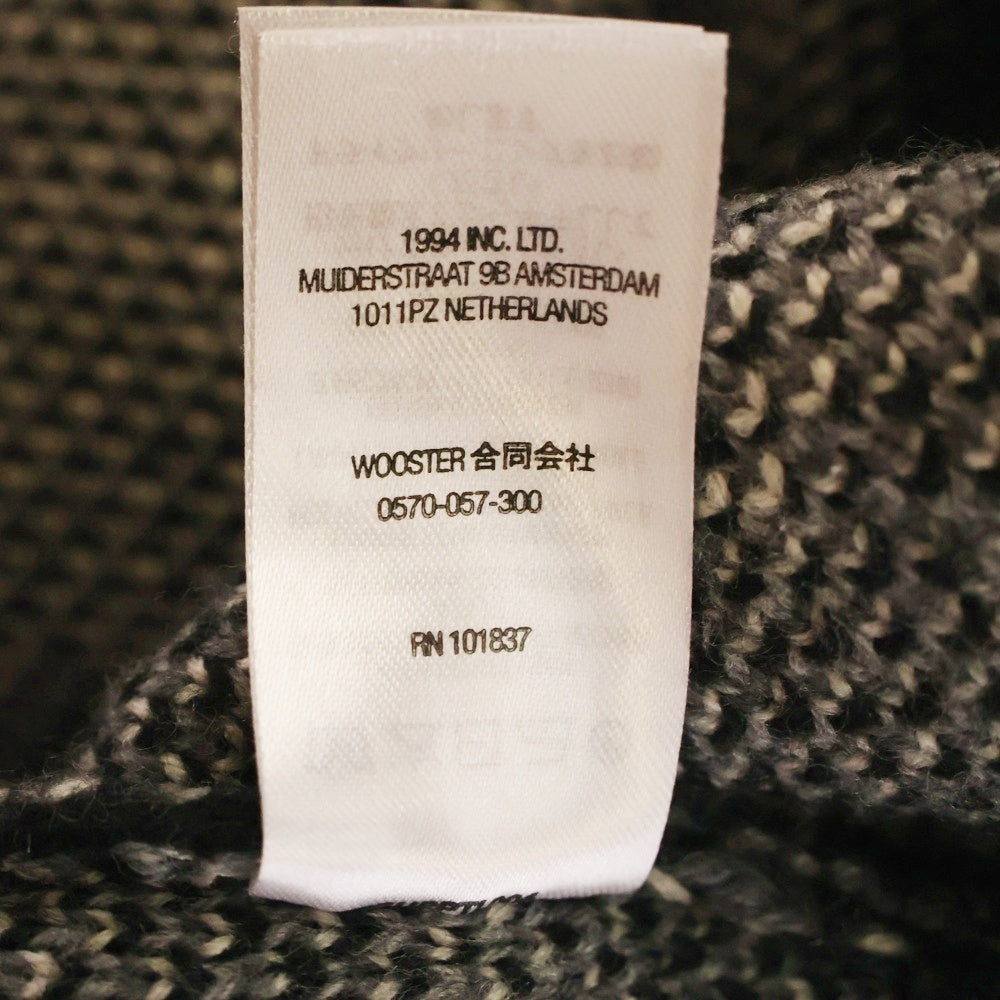 1994 INC. LTD.
MUIDERSTRAAT 9B AMSTERDAM
1011PZ NETHERLANDS
WOOSTER 合同会社
0570-057-300
RN 101837